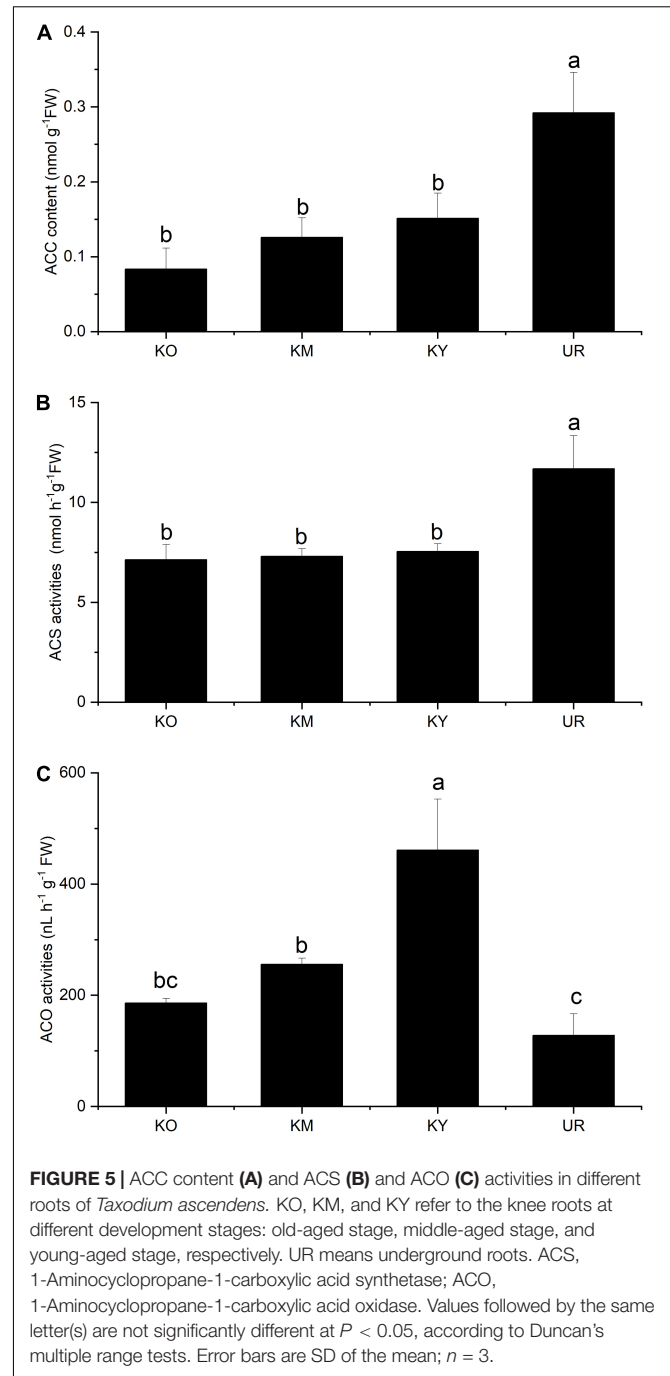 A
ACC content (nmol g⁻¹FW)
0.4
0.3
0.2
0.1
0.0
b
b
b
a
KO KM KY UR
B
ACS activities (nmol h⁻¹g⁻¹FW)
15
10
5
0
b
b
b
a
KO KM KY UR
C
ACO activities (nL h⁻¹ g⁻¹ FW)
600
400
200
0
bc
b
a
c
KO KM KY UR
FIGURE 5 | ACC content (A) and ACS (B) and ACO (C) activities in different
roots of Taxodium ascendens. KO, KM, and KY refer to the knee roots at
different development stages: old-aged stage, middle-aged stage, and
young-aged stage, respectively. UR means underground roots. ACS,
1-Aminocyclopropane-1-carboxylic acid synthetase; ACO,
1-Aminocyclopropane-1-carboxylic acid oxidase. Values followed by the same
letter(s) are not significantly different at P < 0.05, according to Duncan's
multiple range tests. Error bars are SD of the mean; n = 3.